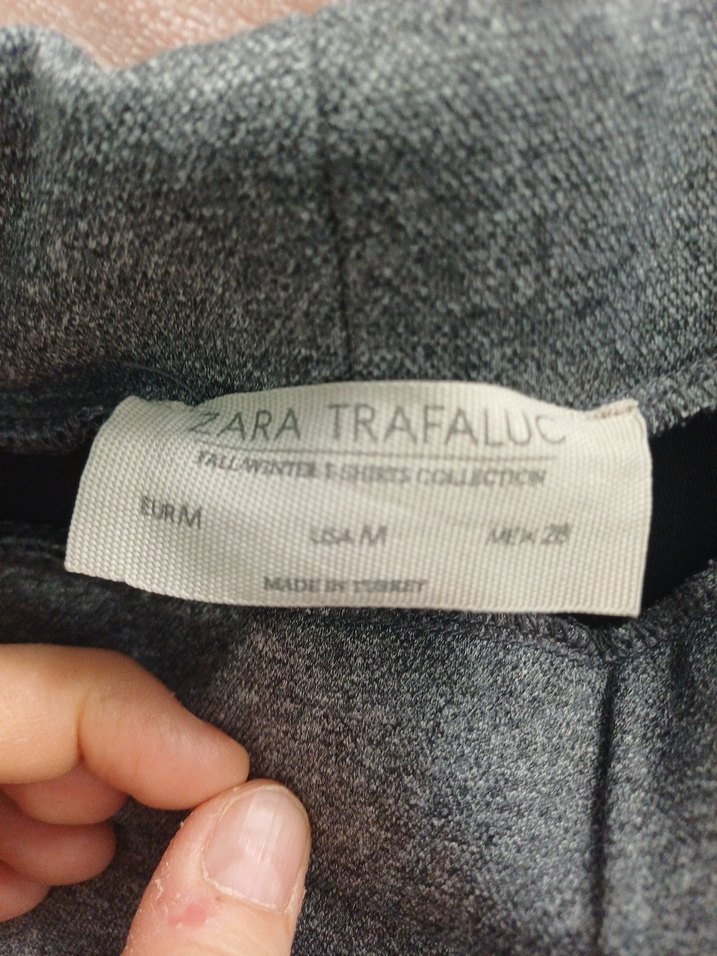 ZARA TRAFALUC
FALL/WINTER T-SHIRTS COLLECTION
EUR M USA M MEX 28
MADE IN TURKEY